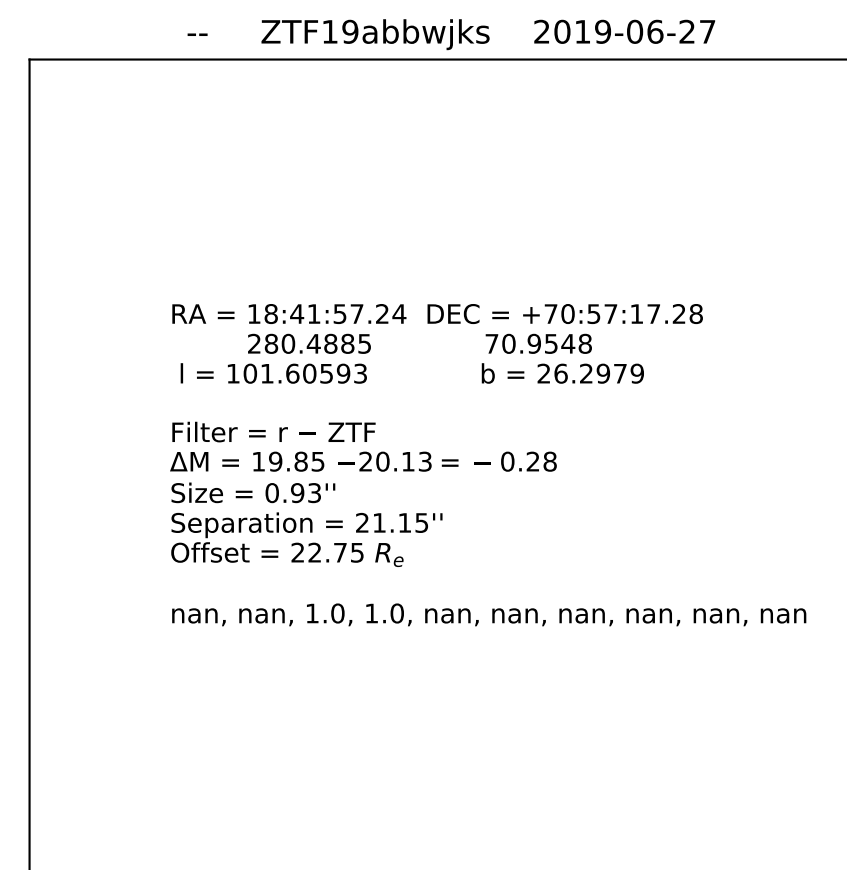 -- ZTF19abbwjks 2019-06-27
RA = 18:41:57.24 DEC = +70:57:17.28
280.4885 70.9548
l = 101.60593 b = 26.2979
Filter = r − ZTF
ΔM = 19.85 −20.13 = − 0.28
Size = 0.93''
Separation = 21.15''
Offset = 22.75 Re
nan, nan, 1.0, 1.0, nan, nan, nan, nan, nan, nan